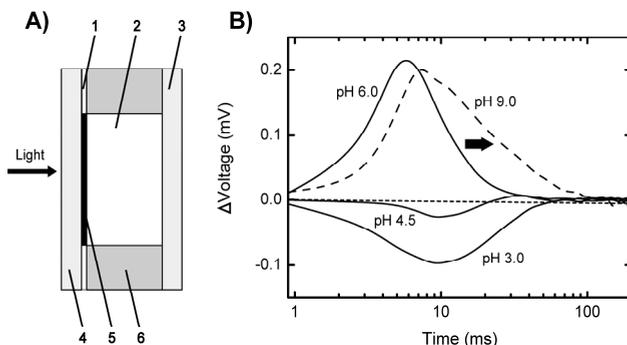 A)
1 2 3
Light
4 5 6
B)
0.2
0.1
0.0
-0.1
ΔVoltage (mV)
pH 6.0
pH 9.0
pH 4.5
pH 3.0
1 10 100
Time (ms)